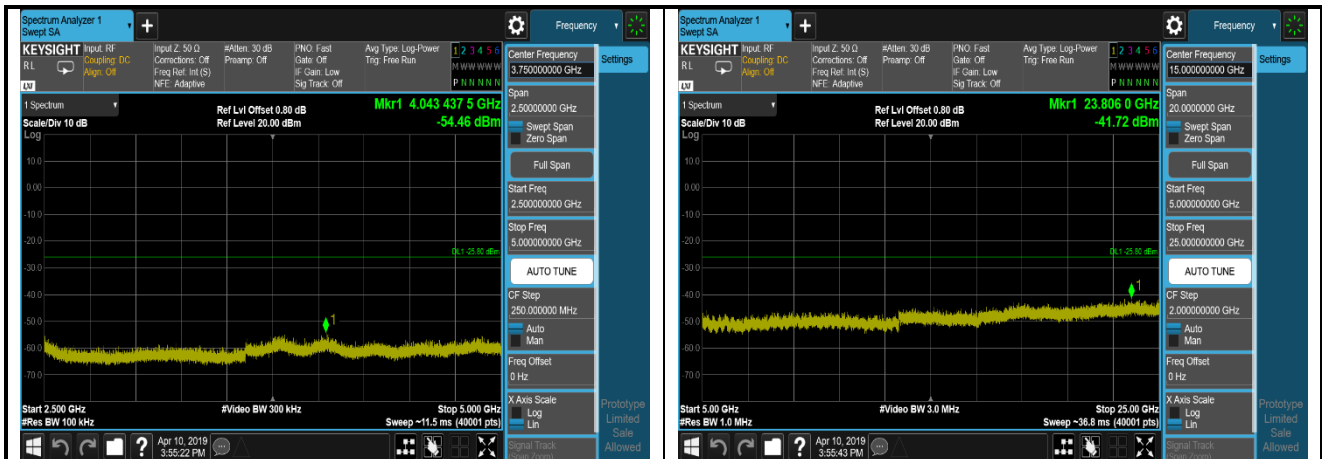 Spectrum Analyzer 1
Swept SA
Frequency
KEYSIGHT
RL
LXI
Input: RF
Coupling: DC
Align: Off
Input Z: 50 Ω
Corrections: Off
Freq Ref: Int (S)
NFE: Adaptive
#Atten: 30 dB
Preamp: Off
PNO: Fast
Gate: Off
IF Gain: Low
Sig Track: Off
Avg Type: Log-Power
Trig: Free Run
1 2 3 4 5 6
M W W W W W
P N N N N N
1 Spectrum
Scale/Div 10 dB
Log
Ref Lvl Offset 0.80 dB
Ref Level 20.00 dBm
Mkr1 4.043 437 5 GHz
-54.46 dBm
10.0
0.00
-10.0
-20.0
-30.0
-40.0
-50.0
-60.0
-70.0
DL1 -25.80 dBm
1
Start 2.500 GHz
#Res BW 100 kHz
#Video BW 300 kHz
Stop 5.000 GHz
Sweep ~11.5 ms (40001 pts)
Center Frequency
3.750000000 GHz
Span
2.50000000 GHz
Swept Span
Zero Span
Full Span
Start Freq
2.500000000 GHz
Stop Freq
5.000000000 GHz
AUTO TUNE
CF Step
250.000000 MHz
Auto
Man
Freq Offset
0 Hz
X Axis Scale
Log
Lin
Signal Track
(Span Zoom)
Settings
Prototype
Limited
Sale
Allowed
?
Apr 10, 2019
3:55:22 PM
Spectrum Analyzer 1
Swept SA
Frequency
KEYSIGHT
RL
LXI
Input: RF
Coupling: DC
Align: Off
Input Z: 50 Ω
Corrections: Off
Freq Ref: Int (S)
NFE: Adaptive
#Atten: 30 dB
Preamp: Off
PNO: Fast
Gate: Off
IF Gain: Low
Sig Track: Off
Avg Type: Log-Power
Trig: Free Run
1 2 3 4 5 6
M W W W W W
P N N N N N
1 Spectrum
Scale/Div 10 dB
Log
Ref Lvl Offset 0.80 dB
Ref Level 20.00 dBm
Mkr1 23.806 0 GHz
-41.72 dBm
10.0
0.00
-10.0
-20.0
-30.0
-40.0
-50.0
-60.0
-70.0
DL1 -25.80 dBm
1
Start 5.00 GHz
#Res BW 1.0 MHz
#Video BW 3.0 MHz
Stop 25.00 GHz
Sweep ~36.8 ms (40001 pts)
Center Frequency
15.000000000 GHz
Span
20.0000000 GHz
Swept Span
Zero Span
Full Span
Start Freq
5.000000000 GHz
Stop Freq
25.000000000 GHz
AUTO TUNE
CF Step
2.000000000 GHz
Auto
Man
Freq Offset
0 Hz
X Axis Scale
Log
Lin
Signal Track
(Span Zoom)
Settings
Prototype
Limited
Sale
Allowed
?
Apr 10, 2019
3:55:43 PM